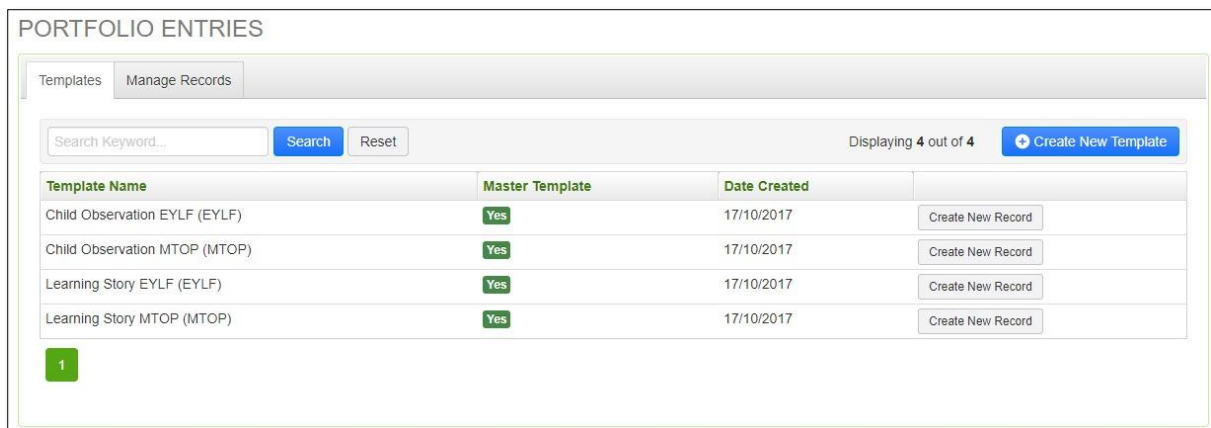 PORTFOLIO ENTRIES
Templates Manage Records
Search Keyword... Search Reset Displaying 4 out of 4 Create New Template
Template Name Master Template Date Created
Child Observation EYLF (EYLF) Yes 17/10/2017 Create New Record
Child Observation MTOP (MTOP) Yes 17/10/2017 Create New Record
Learning Story EYLF (EYLF) Yes 17/10/2017 Create New Record
Learning Story MTOP (MTOP) Yes 17/10/2017 Create New Record
1